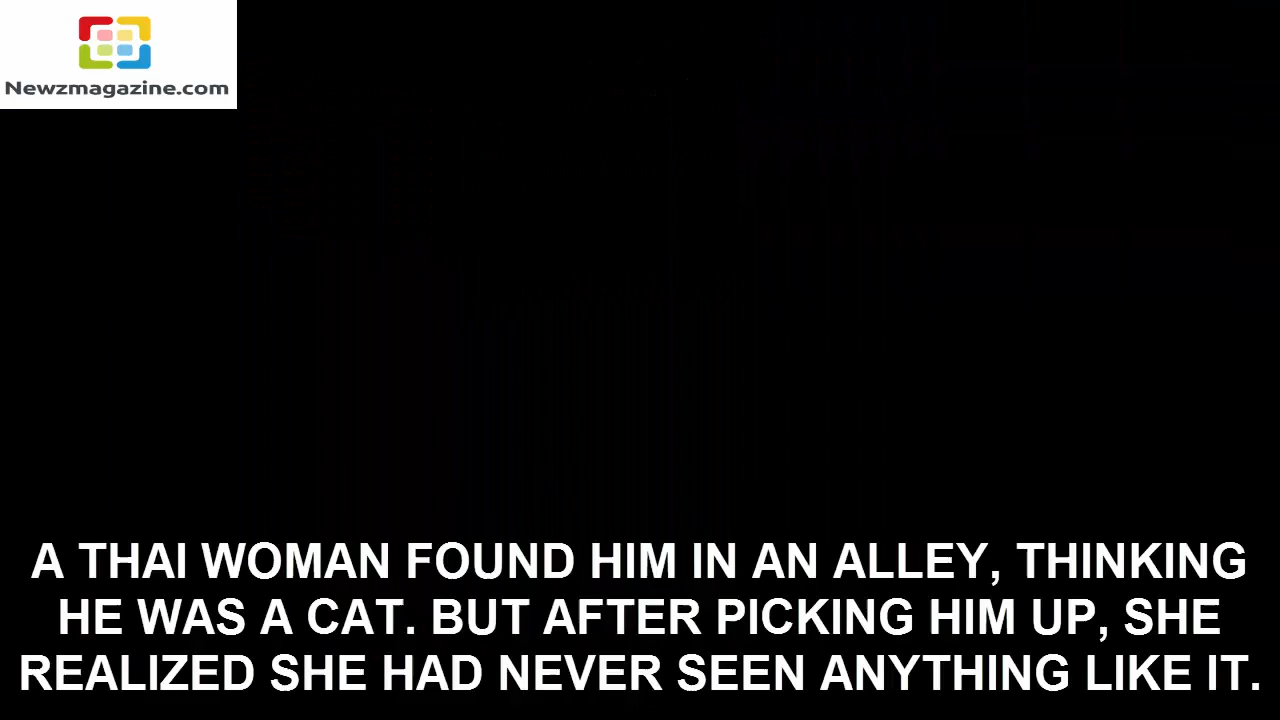 Newzmagazine.com
A THAI WOMAN FOUND HIM IN AN ALLEY, THINKING
HE WAS A CAT. BUT AFTER PICKING HIM UP, SHE
REALIZED SHE HAD NEVER SEEN ANYTHING LIKE IT.